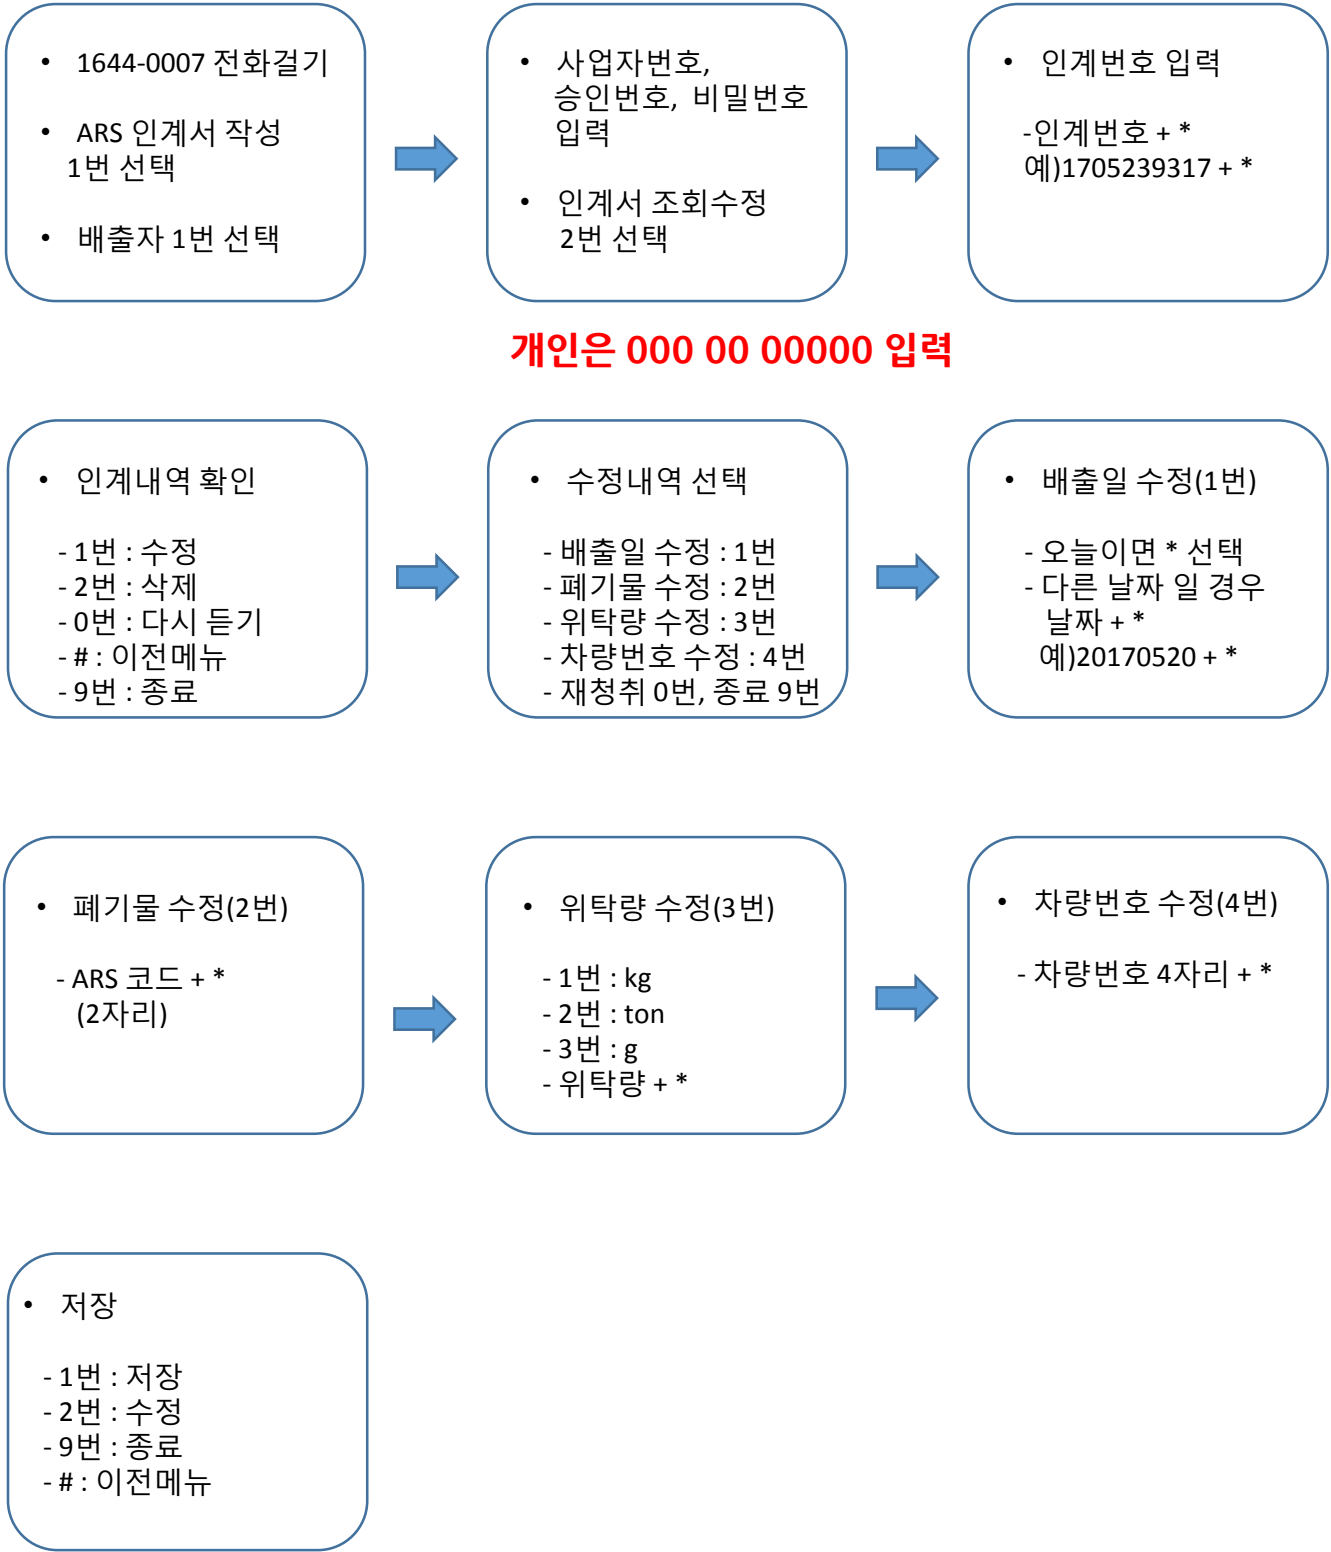 • 1644-0007 전화걸기
• ARS 인계서 작성
1번 선택
• 배출자 1번 선택
• 사업자번호,
승인번호, 비밀번호
입력
• 인계서 조회수정
2번 선택
• 인계번호 입력
-인계번호 + *
예)1705239317 + *
개인은 000 00 00000 입력
• 인계내역 확인
- 1번 : 수정
- 2번 : 삭제
- 0번 : 다시 듣기
- # : 이전메뉴
- 9번 : 종료
• 수정내역 선택
- 배출일 수정 : 1번
- 폐기물 수정 : 2번
- 위탁량 수정 : 3번
- 차량번호 수정 : 4번
- 재청취 0번, 종료 9번
• 배출일 수정(1번)
- 오늘이면 * 선택
- 다른 날짜 일 경우
날짜 + *
예)20170520 + *
• 폐기물 수정(2번)
- ARS 코드 + *
(2자리)
• 위탁량 수정(3번)
- 1번 : kg
- 2번 : ton
- 3번 : g
- 위탁량 + *
• 차량번호 수정(4번)
- 차량번호 4자리 + *
• 저장
- 1번 : 저장
- 2번 : 수정
- 9번 : 종료
- # : 이전메뉴